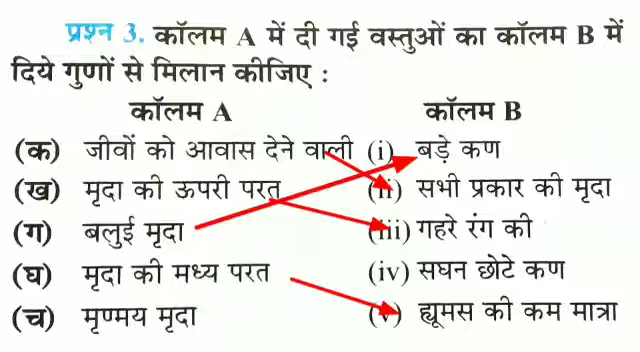 प्रश्न 3. कॉलम A में दी गई वस्तुओं का कॉलम B में
दिये गुणों से मिलान कीजिए :
कॉलम A कॉलम B
(क) जीवों को आवास देने वाली (i) बड़े कण
(ख) मृदा की ऊपरी परत (ii) सभी प्रकार की मृदा
(ग) बलुई मृदा (iii) गहरे रंग की
(घ) मृदा की मध्य परत (iv) सघन छोटे कण
(च) मृण्मय मृदा (v) ह्यूमस की कम मात्रा